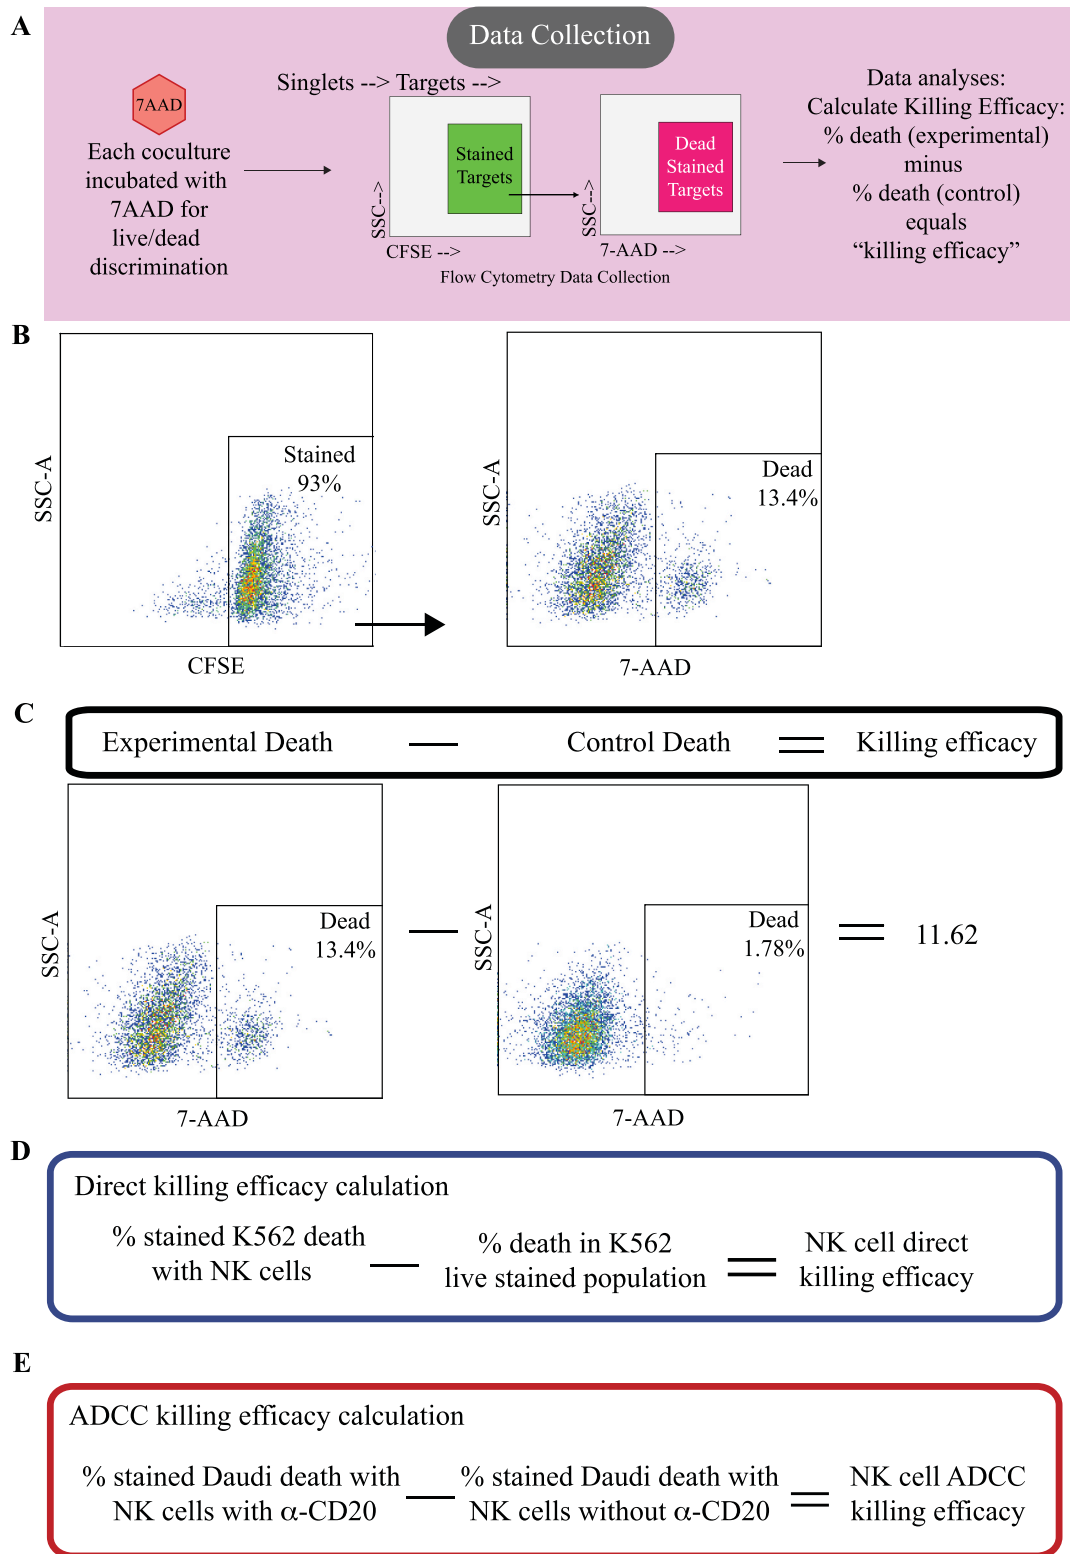 A
Data Collection
7AAD
Each coculture
incubated with
7AAD for
live/dead
discrimination
Singlets --> Targets -->
SSC-->
Stained
Targets
CFSE -->
SSC-->
Dead
Stained
Targets
7-AAD -->
Flow Cytometry Data Collection
Data analyses:
Calculate Killing Efficacy:
% death (experimental)
minus
% death (control)
equals
“killing efficacy”
B
SSC-A
Stained
93%
CFSE
SSC-A
Dead
13.4%
7-AAD
C
Experimental Death — Control Death = Killing efficacy
SSC-A
Dead
13.4%
7-AAD
—
SSC-A
Dead
1.78%
7-AAD
= 11.62
D
Direct killing efficacy calulation
% stained K562 death
with NK cells
—
% death in K562
live stained population
=
NK cell direct
killing efficacy
E
ADCC killing efficacy calculation
% stained Daudi death with
NK cells with α-CD20
—
% stained Daudi death with
NK cells without α-CD20
=
NK cell ADCC
killing efficacy